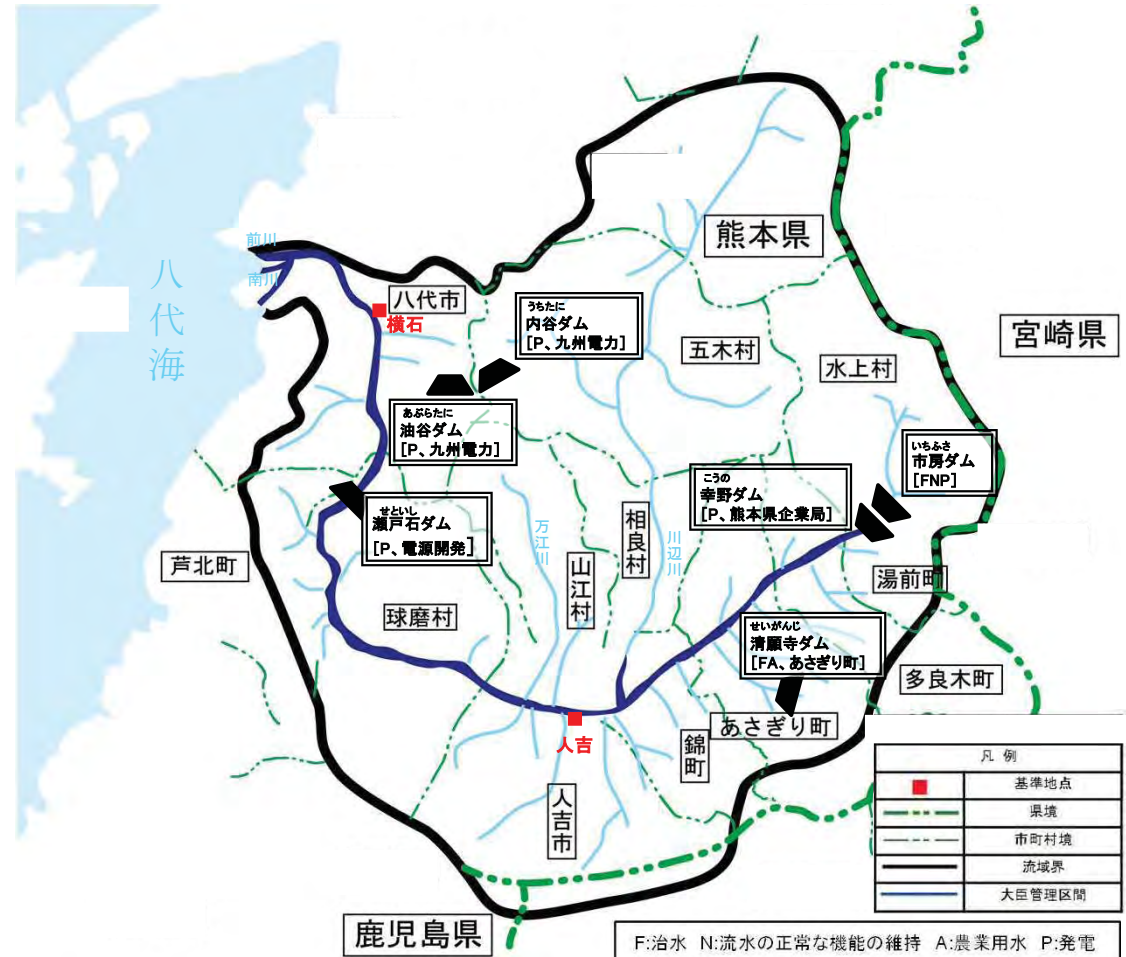 熊本県
宮崎県
前川
南川
八代海
八代市
横石
うちたに
内谷ダム
[P、九州電力]
五木村
水上村
あぶらたに
油谷ダム
[P、九州電力]
いちふさ
市房ダム
[FNP]
こうの
幸野ダム
[P、熊本県企業局]
せといし
瀬戸石ダム
[P、電源開発]
万江川
相良村
川辺川
芦北町
山江村
湯前町
球磨村
せいがんじ
清願寺ダム
[FA、あさぎり町]
多良木町
あさぎり町
錦町
人吉
人吉市
鹿児島県
凡 例
基準地点
県境
市町村境
流域界
大臣管理区間
F:治水 N:流水の正常な機能の維持 A:農業用水 P:発電